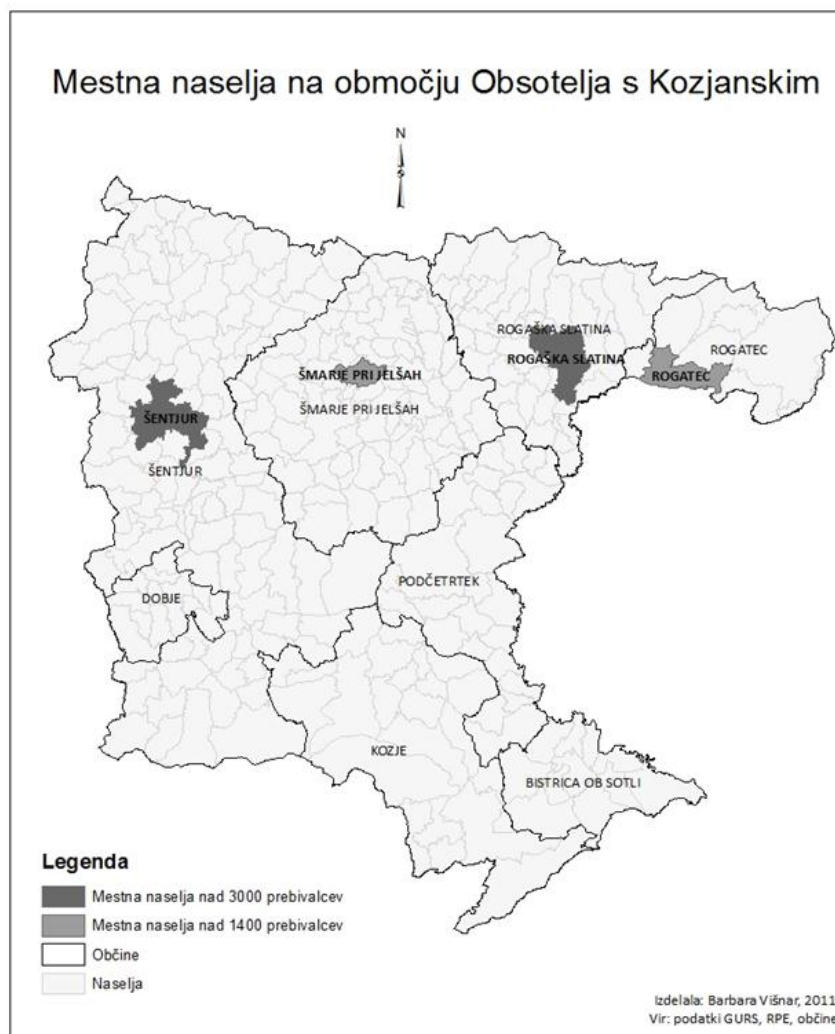 Mestna naselja na območju Obsotelja s Kozjanskim
N
ROGAŠKA SLATINA
ROGAŠKA SLATINA
ROGATEC
ROGATEC
ŠMARJE PRI JELŠAH
ŠMARJE PRI JELŠAH
ŠENTJUR
ŠENTJUR
PODČETRTEK
DOBJE
KOZJE
BISTRICA OB SOTLI
Legenda
Mestna naselja nad 3000 prebivalcev
Mestna naselja nad 1400 prebivalcev
Občine
Naselja
Izdelala: Barbara Višnar, 2011
Vir: podatki GURS, RPE, občine